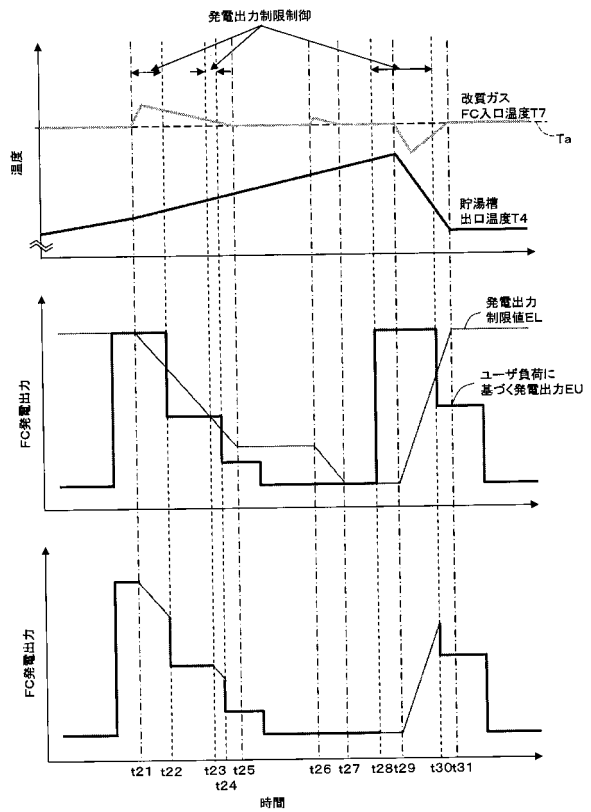 発電出力制限制御
改質ガス
FC入口温度T7
Ta
温度
貯湯槽
出口温度T4
発電出力
制限値EL
ユーザ負荷に
基づく発電出力EU
FC発電出力
FC発電出力
t21 t22 t23 t25 t26 t27 t28 t29 t30 t31
t24
時間